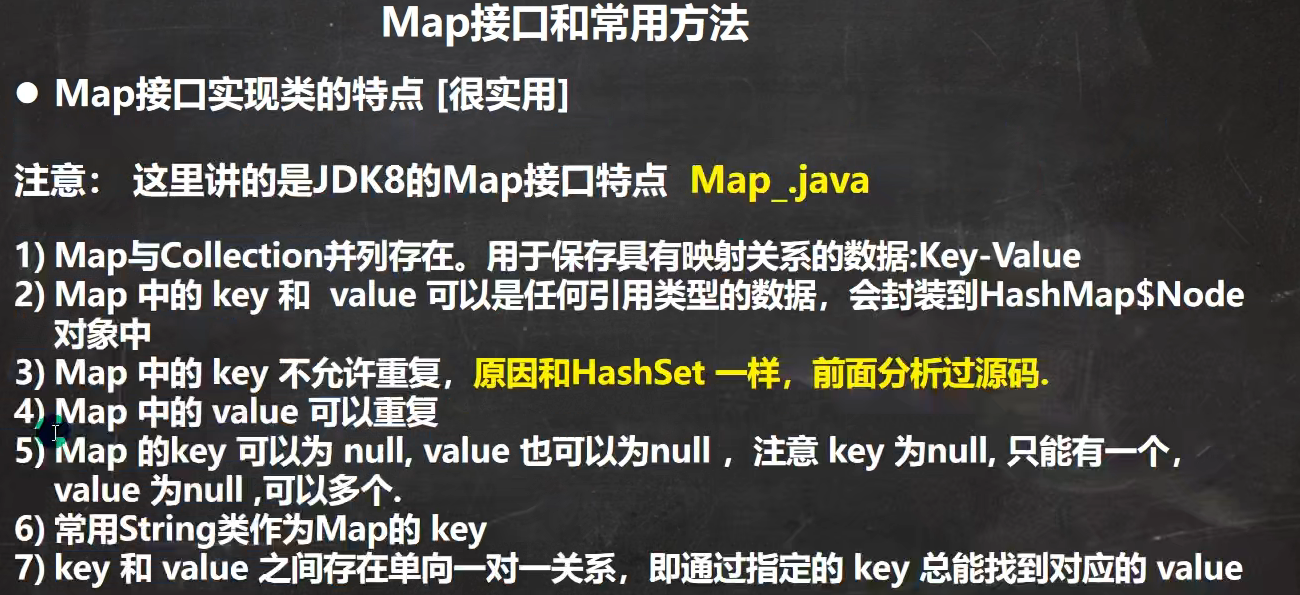 Map接口和常用方法
● Map接口实现类的特点 [很实用]
注意： 这里讲的是JDK8的Map接口特点 Map_.java
1) Map与Collection并列存在。用于保存具有映射关系的数据:Key-Value
2) Map 中的 key 和 value 可以是任何引用类型的数据，会封装到HashMap$Node
对象中
3) Map 中的 key 不允许重复，原因和HashSet 一样，前面分析过源码.
4) Map 中的 value 可以重复
5) Map 的key 可以为 null, value 也可以为null ，注意 key 为null, 只能有一个，
value 为null ,可以多个.
6) 常用String类作为Map的 key
7) key 和 value 之间存在单向一对一关系，即通过指定的 key 总能找到对应的 value